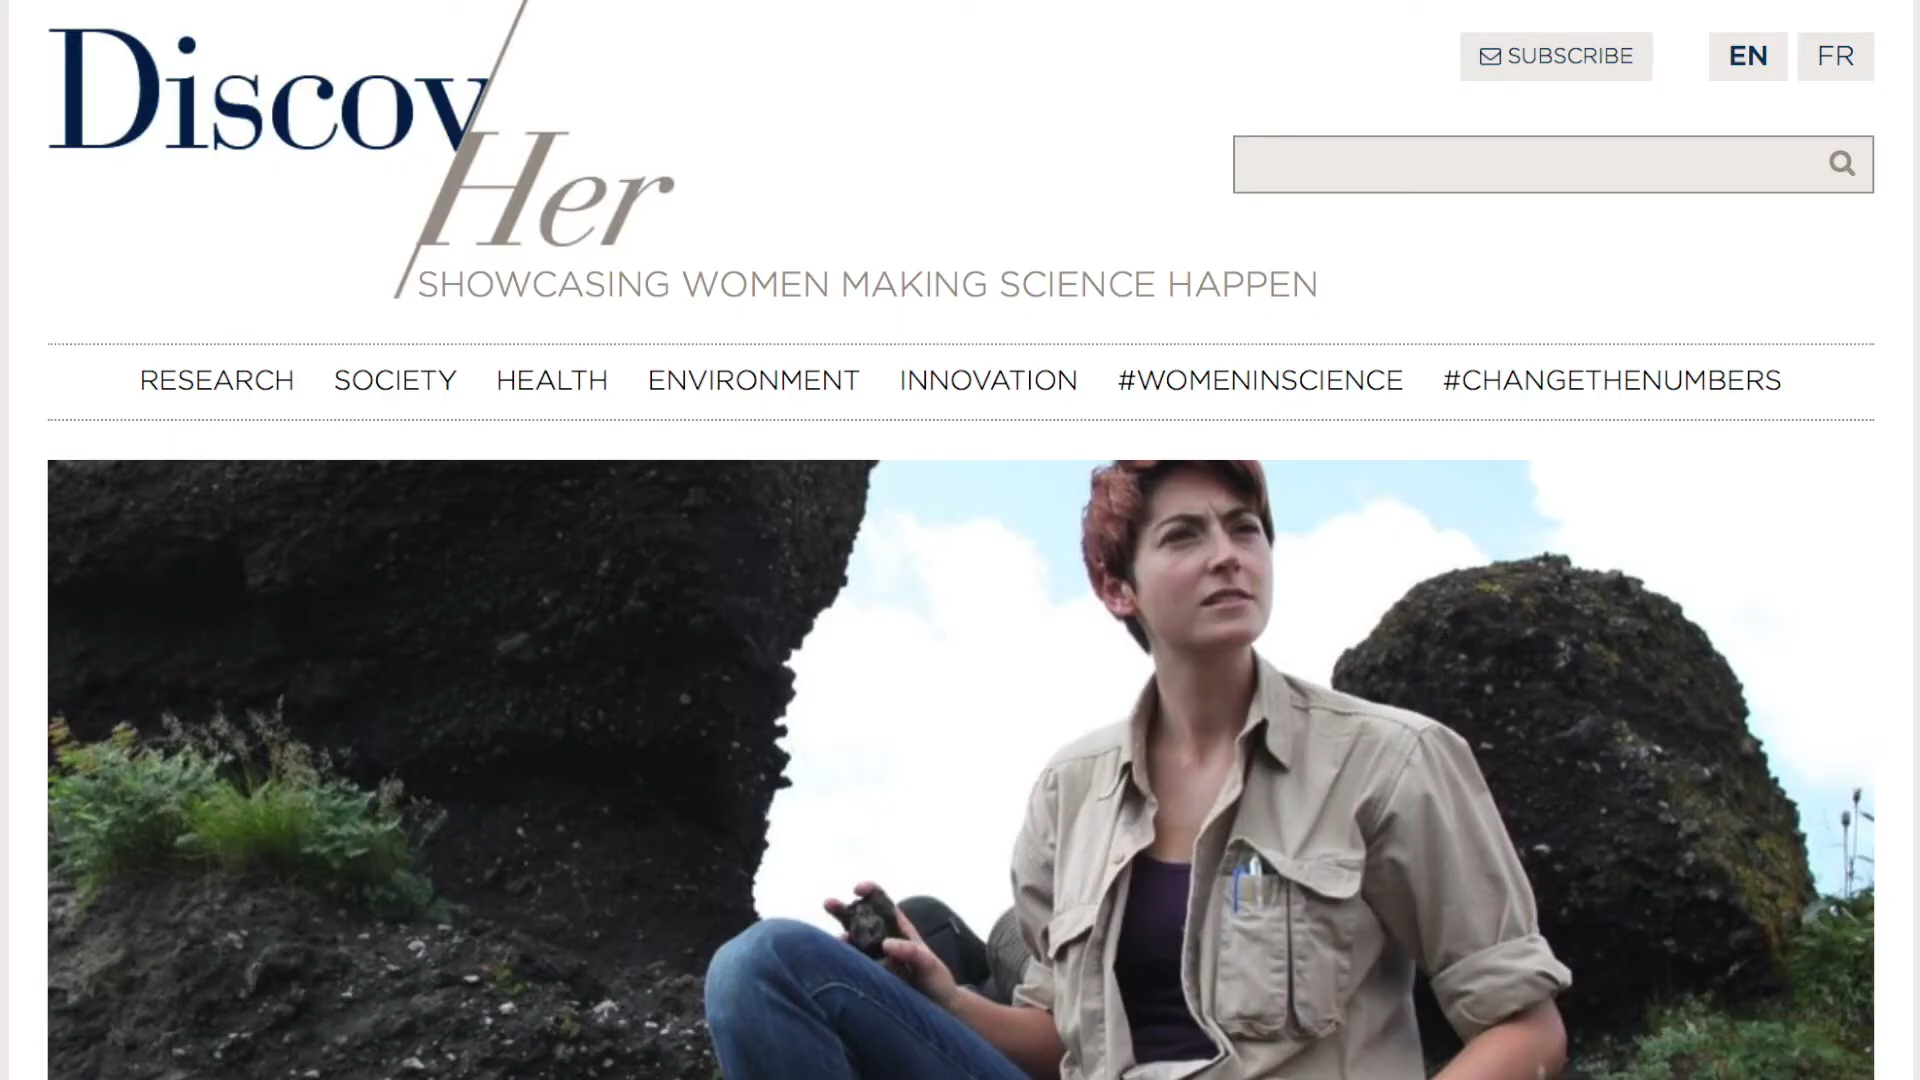 Discov
Her
SHOWCASING WOMEN MAKING SCIENCE HAPPEN
SUBSCRIBE
EN
FR
RESEARCH SOCIETY HEALTH ENVIRONMENT INNOVATION #WOMENINSCIENCE #CHANGETHENUMBERS